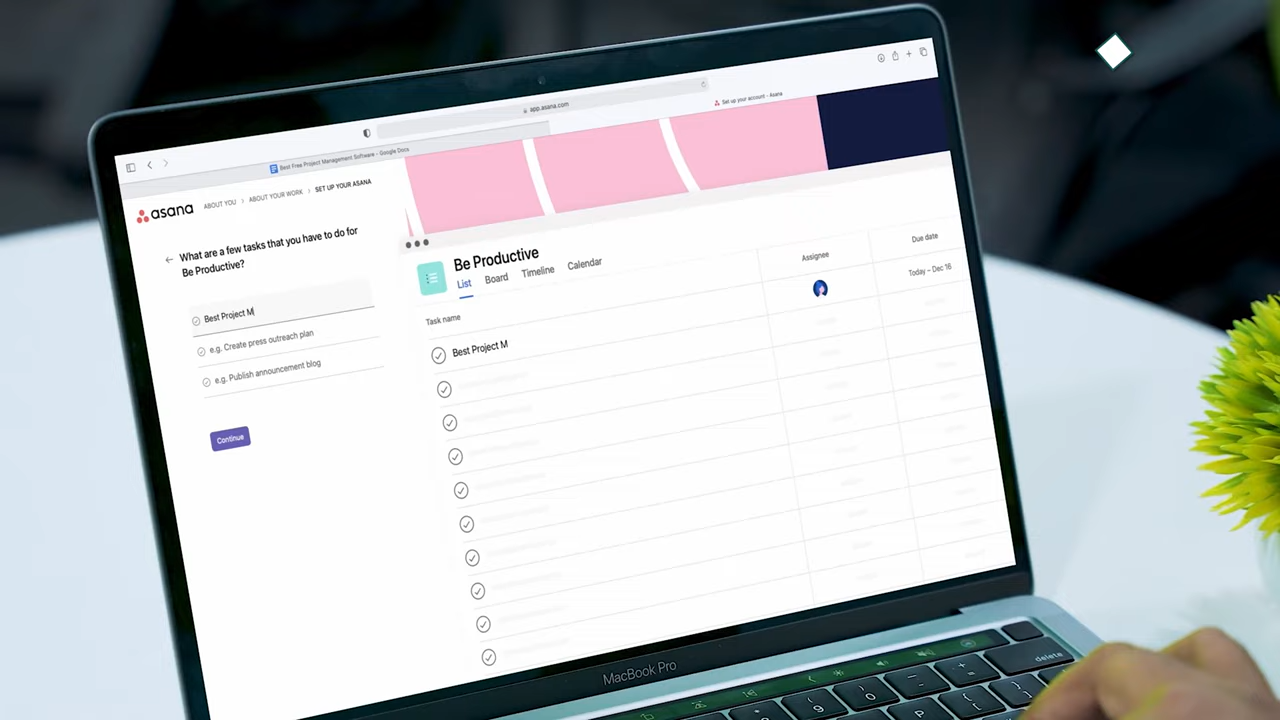 app.asana.com
Best Free Project Management Software - Google Docs
Set up your account - Asana
asana
ABOUT YOU > ABOUT YOUR WORK > SET UP YOUR ASANA
What are a few tasks that you have to do for
Be Productive?
Best Project M
e.g. Create press outreach plan
e.g. Publish announcement blog
Continue
Be Productive
List Board Timeline Calendar
Task name
Assignee
Due date
Best Project M
Today – Dec 16
MacBook Pro
delete
9
0
P